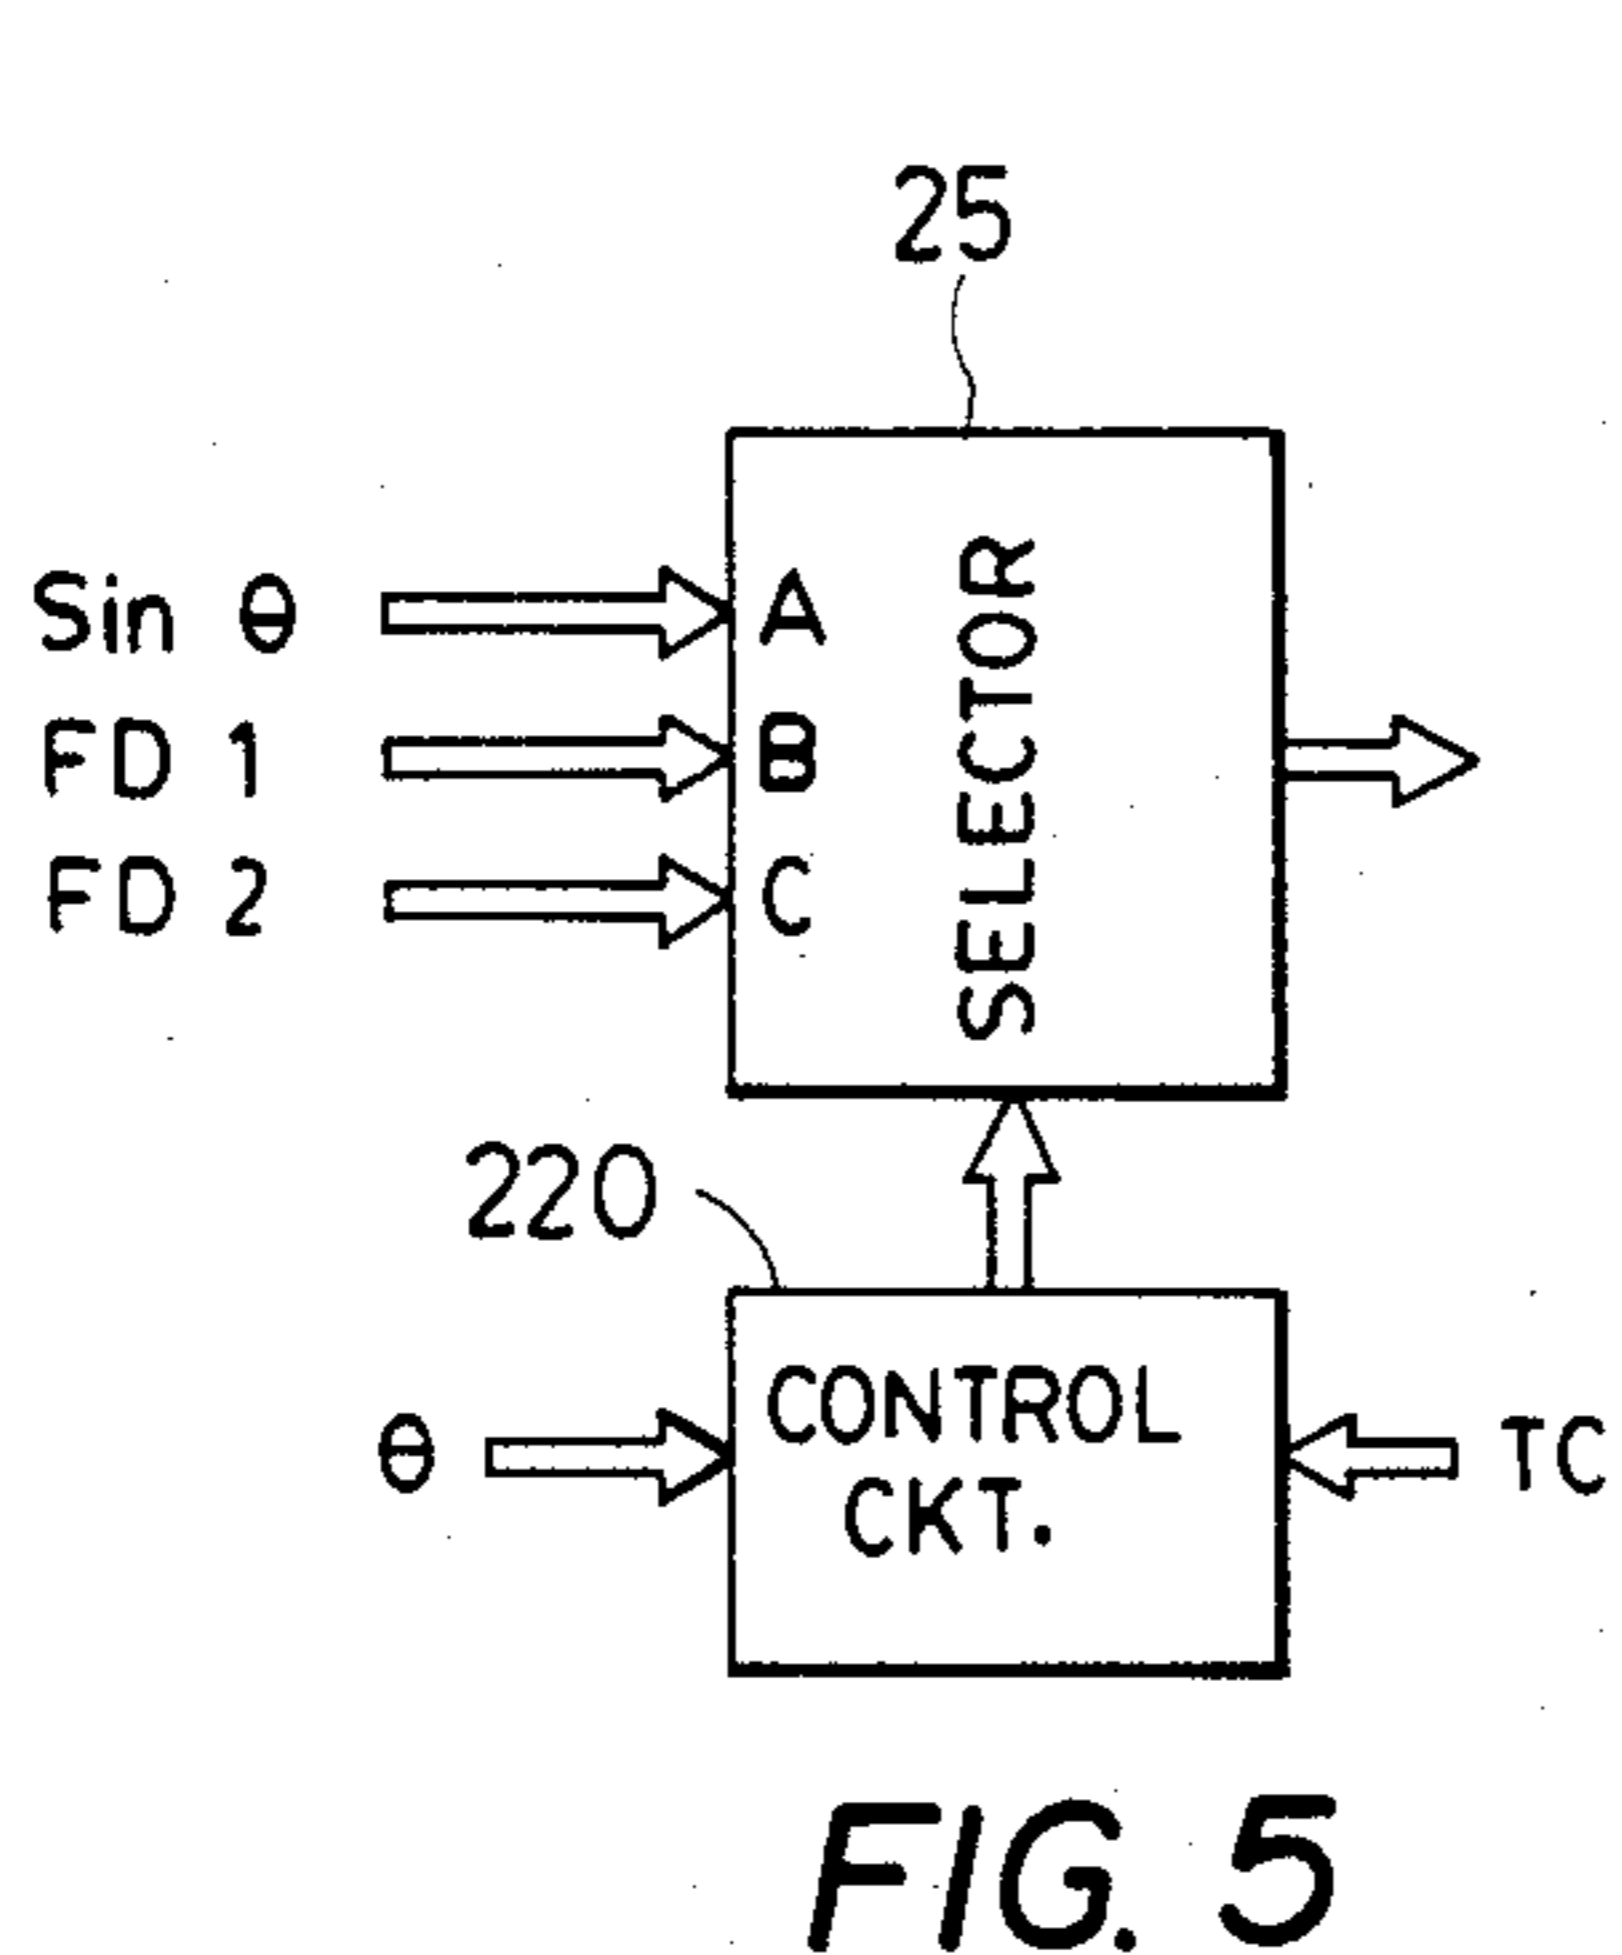 25
Sin θ
A
FD 1
B
FD 2
C
SELECTOR
220
θ
CONTROL
CKT.
TC
FIG. 5